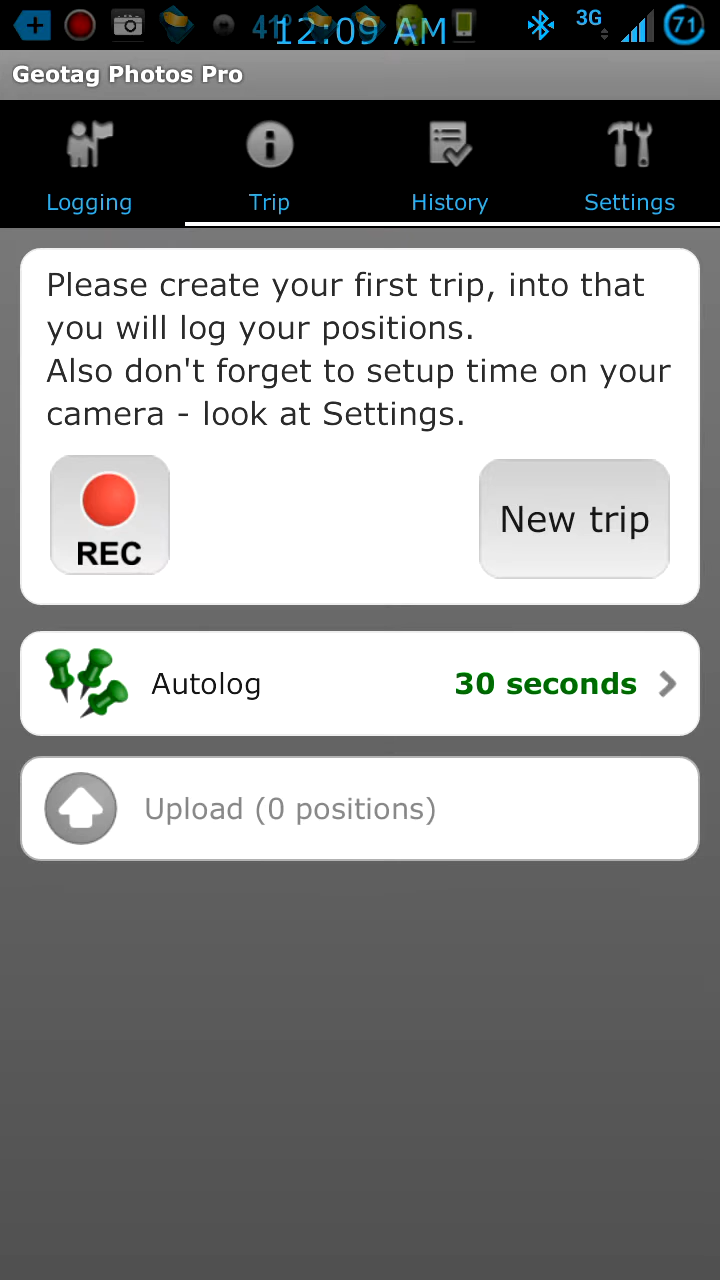 41° 12:09 AM 3G 71
Geotag Photos Pro
Logging Trip History Settings
Please create your first trip, into that
you will log your positions.
Also don't forget to setup time on your
camera - look at Settings.
REC
New trip
Autolog 30 seconds
Upload (0 positions)